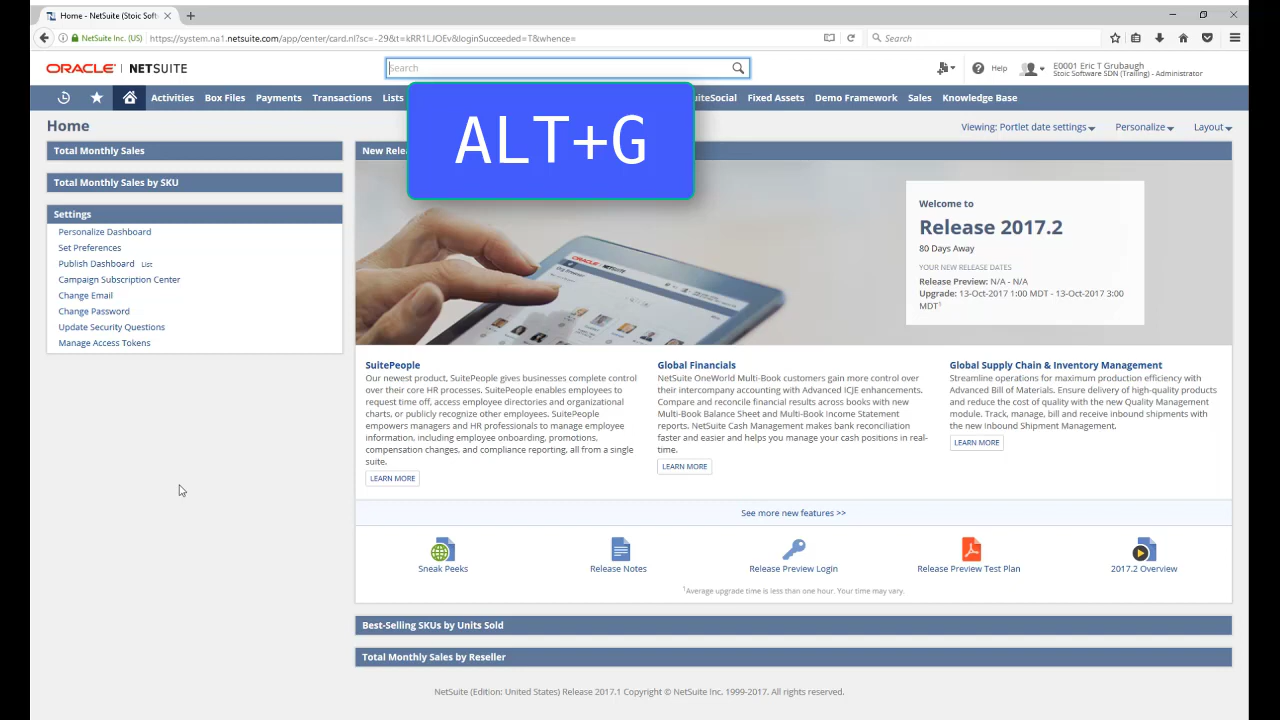 Home - NetSuite (Stoic Soft
NetSuite Inc. (US)
https://system.na1.netsuite.com/app/center/card.nl?sc=-29&t=kRR1LJOEv&loginSucceeded=T&whence=
Search
ORACLE | NETSUITE
Search
Help
E0001 Eric T Grubaugh
Stoic Software SDN (Trailing) - Administrator
Activities Box Files Payments Transactions Lists uiteSocial Fixed Assets Demo Framework Sales Knowledge Base
ALT+G
Home
Viewing: Portlet date settings Personalize Layout
Total Monthly Sales
Total Monthly Sales by SKU
Settings
Personalize Dashboard
Set Preferences
Publish Dashboard List
Campaign Subscription Center
Change Email
Change Password
Update Security Questions
Manage Access Tokens
New Relea
Welcome to
Release 2017.2
80 Days Away
YOUR NEW RELEASE DATES
Release Preview: N/A - N/A
Upgrade: 13-Oct-2017 1:00 MDT - 13-Oct-2017 3:00
MDT¹
SuitePeople
Our newest product, SuitePeople gives businesses complete control
over their core HR processes. SuitePeople enables employees to
request time off, access employee directories and organizational
charts, or publicly recognize other employees. SuitePeople
empowers managers and HR professionals to manage employee
information, including employee onboarding, promotions,
compensation changes, and compliance reporting, all from a single
suite.
LEARN MORE
Global Financials
NetSuite OneWorld Multi-Book customers gain more control over
their intercompany accounting with Advanced ICJE enhancements.
Compare and reconcile financial results across books with new
Multi-Book Balance Sheet and Multi-Book Income Statement
reports. NetSuite Cash Management makes bank reconciliation
faster and easier and helps you manage your cash positions in real-
time.
LEARN MORE
Global Supply Chain & Inventory Management
Streamline operations for maximum production efficiency with
Advanced Bill of Materials. Ensure delivery of high-quality products
and reduce the cost of quality with the new Quality Management
module. Track, manage, bill and receive inbound shipments with
the new Inbound Shipment Management.
LEARN MORE
See more new features >>
Sneak Peeks
Release Notes
Release Preview Login
Release Preview Test Plan
2017.2 Overview
¹Average upgrade time is less than one hour. Your time may vary.
Best-Selling SKUs by Units Sold
Total Monthly Sales by Reseller
NetSuite (Edition: United States) Release 2017.1 Copyright © NetSuite Inc. 1999-2017. All rights reserved.